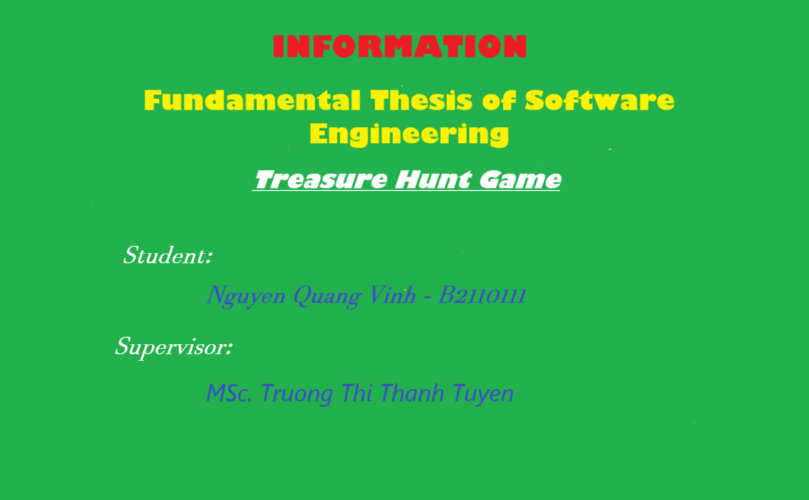 INFORMATION
Fundamental Thesis of Software
Engineering
Treasure Hunt Game
Student:
Nguyen Quang Vinh - B2110111
Supervisor:
MSc. Truong Thi Thanh Tuyen